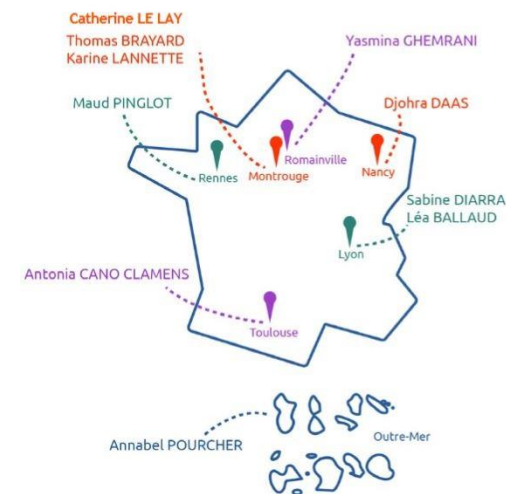 Catherine LE LAY
Thomas BRAYARD
Karine LANNETTE
Yasmina GHEMRANI
Maud PINGLOT
Djohra DAAS
Romainville
Rennes
Montrouge
Nancy
Sabine DIARRA
Léa BALLAUD
Lyon
Antonia CANO CLAMENS
Toulouse
Outre-Mer
Annabel POURCHER